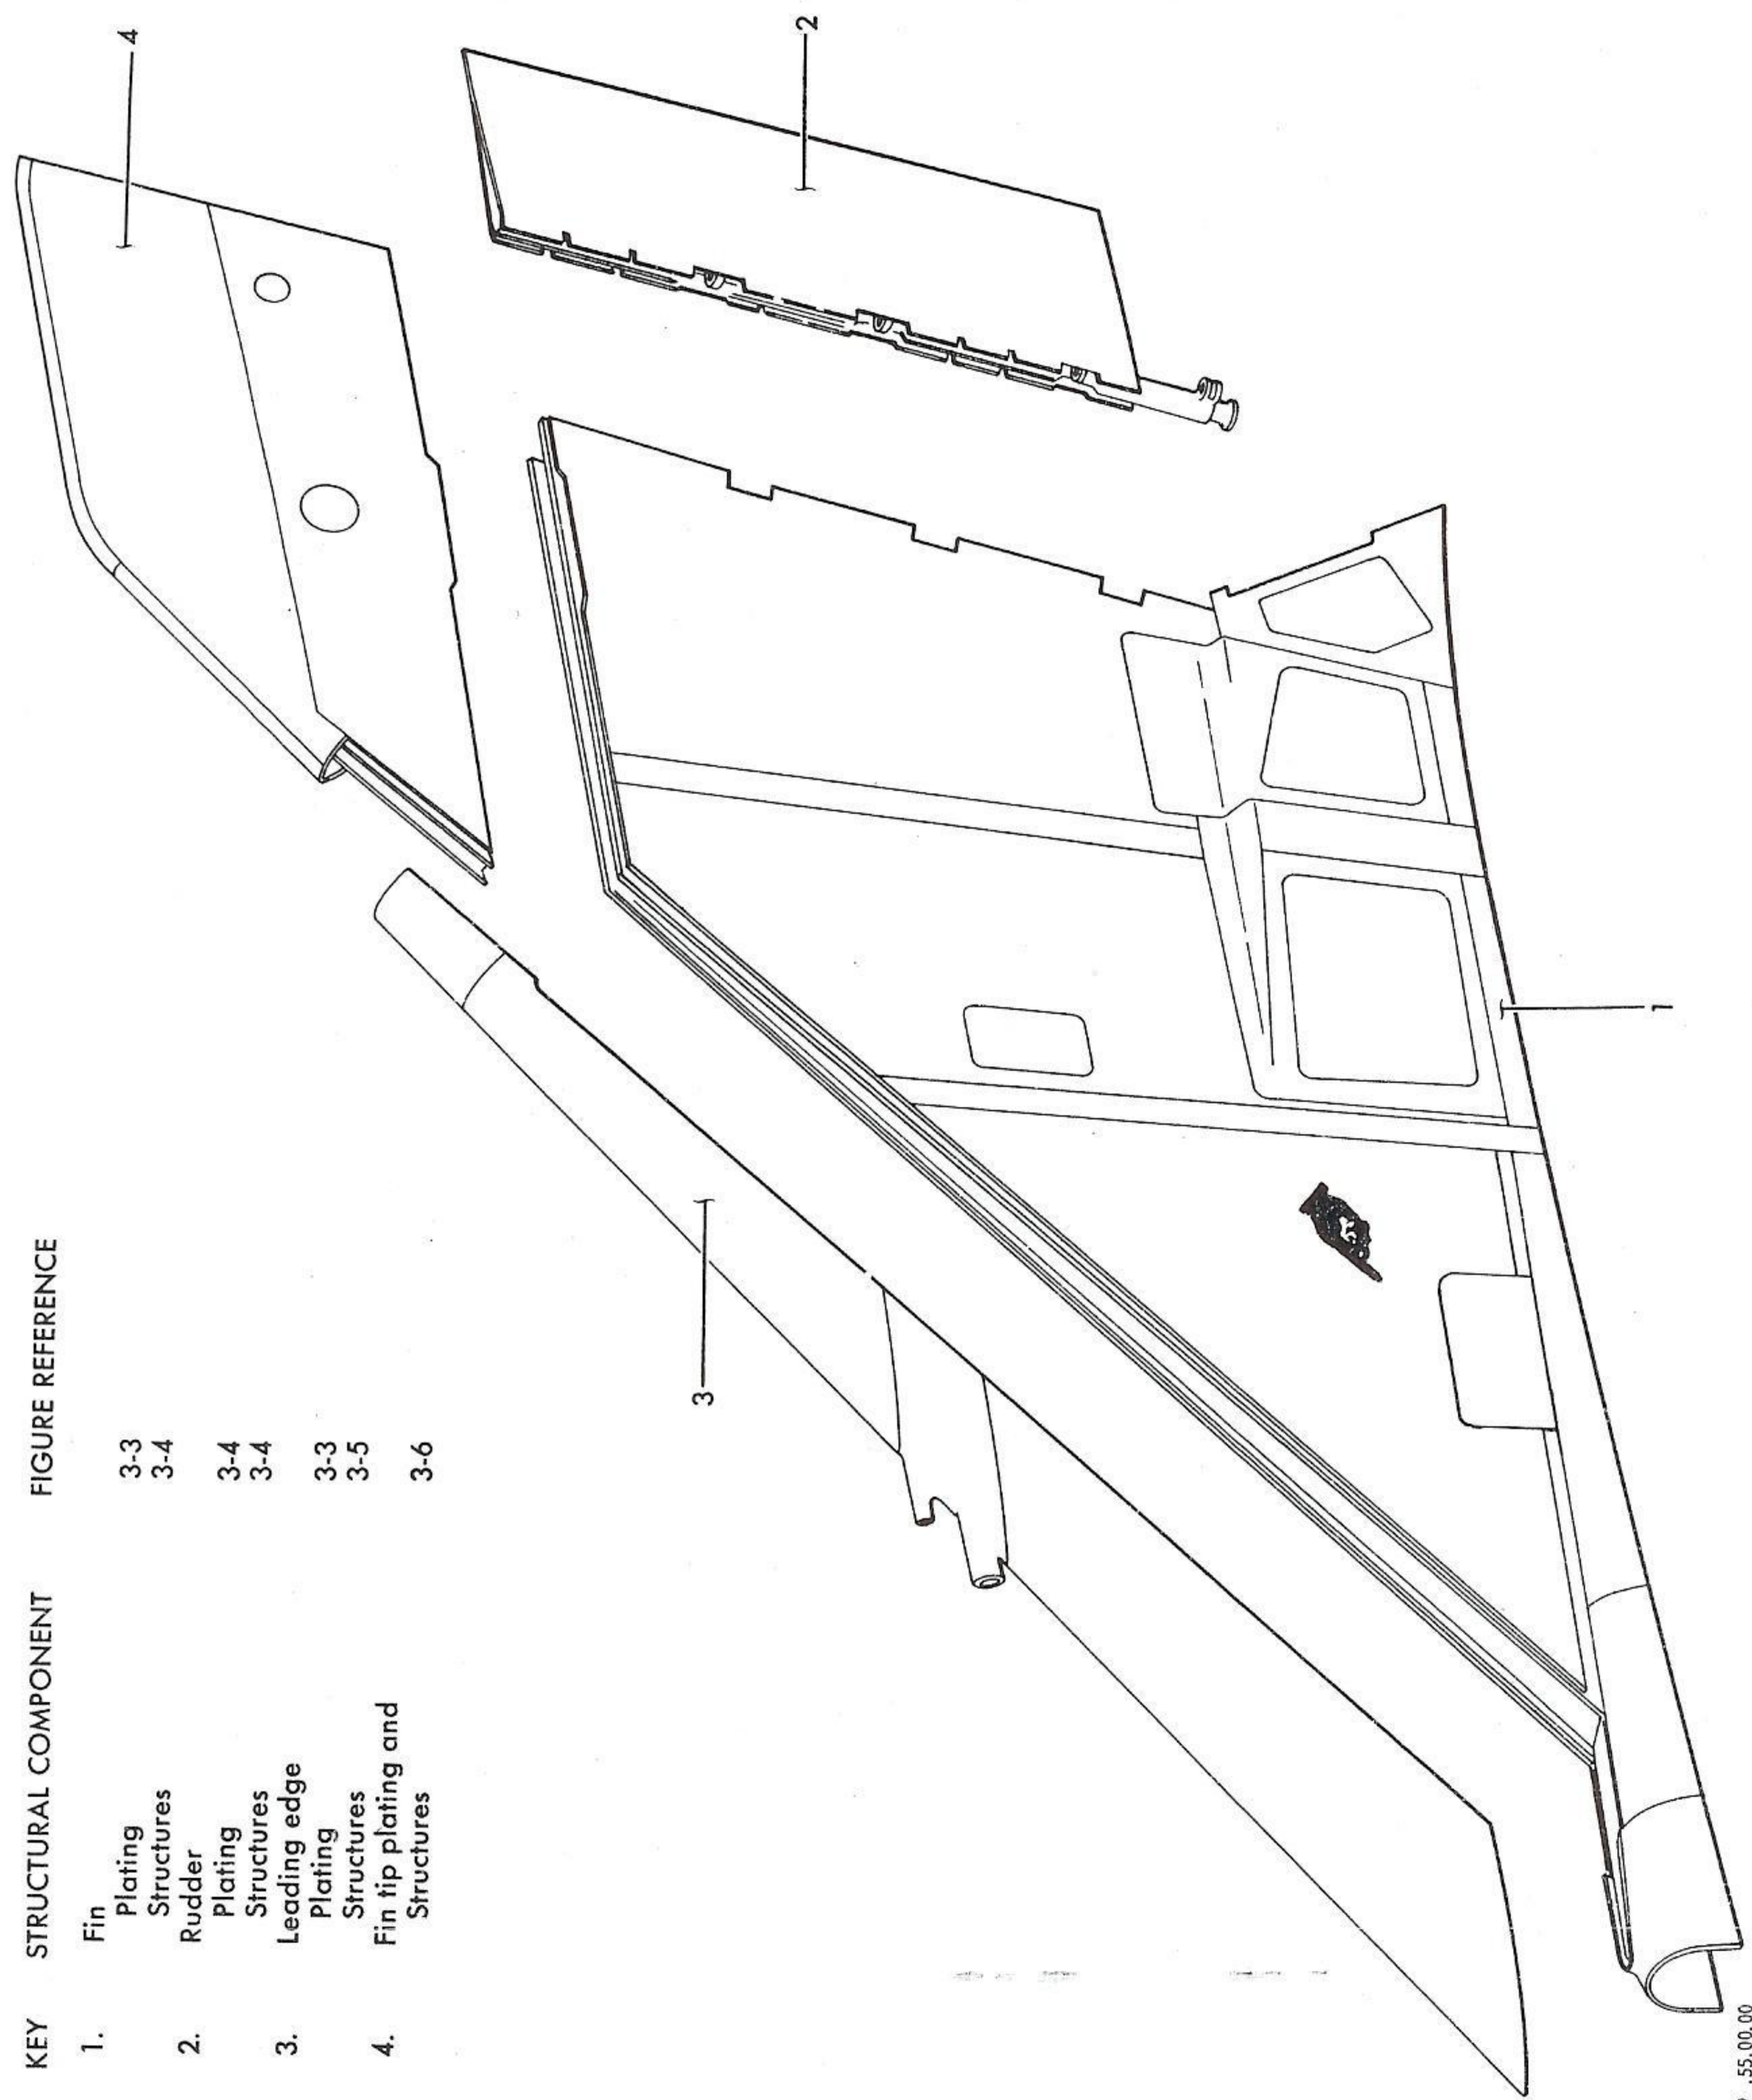 KEY STRUCTURAL COMPONENT FIGURE REFERENCE
1. Fin
Plating 3-3
Structures 3-4
2. Rudder
Plating 3-4
Structures 3-4
3. Leading edge
Plating 3-3
Structures 3-5
4. Fin tip plating and
Structures 3-6
4
2
3
1
.55.00.00